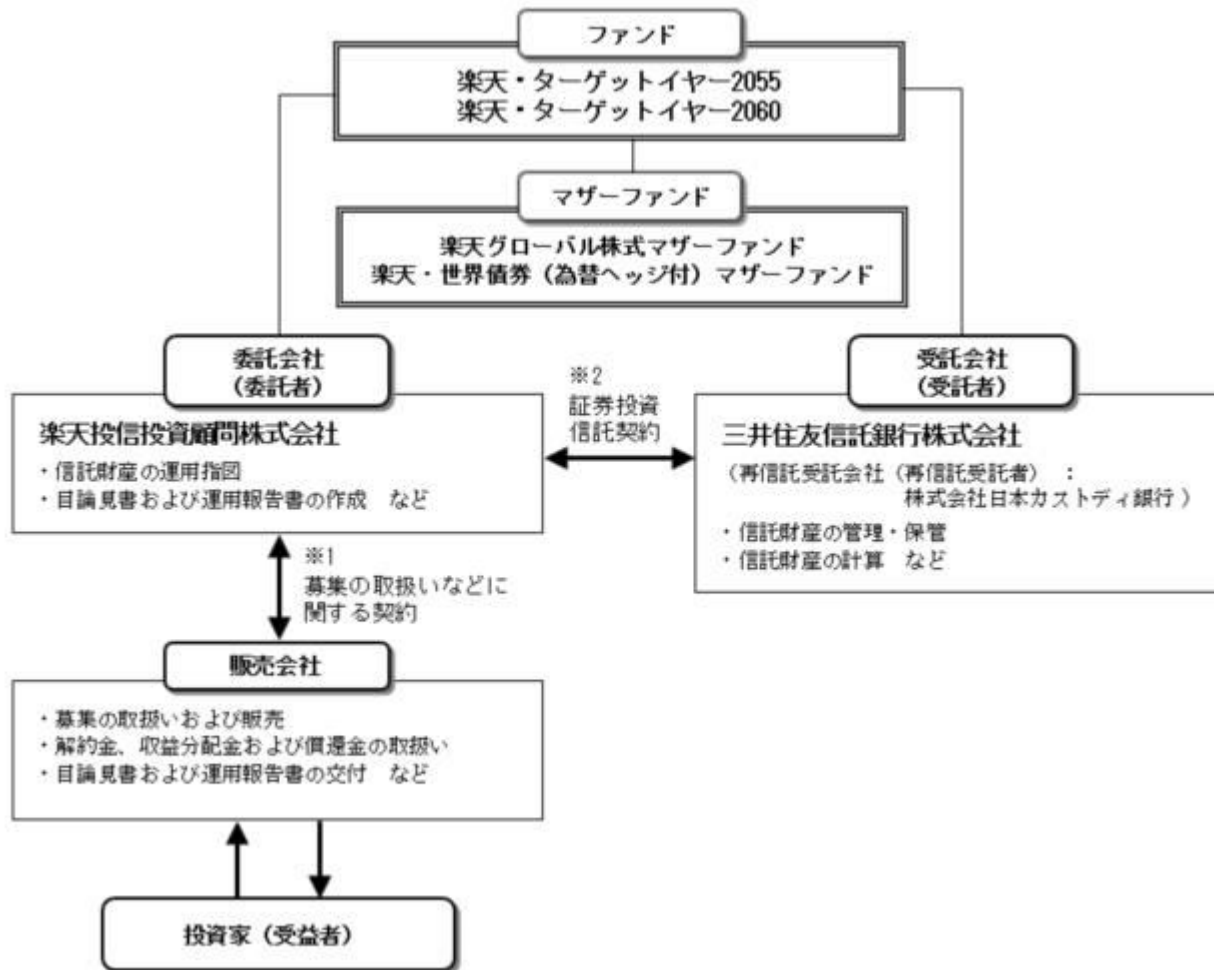 ファンド
楽天・ターゲットイヤー2055
楽天・ターゲットイヤー2060
マザーファンド
楽天グローバル株式マザーファンド
楽天・世界債券（為替ヘッジ付）マザーファンド
委託会社
（委託者）
楽天投信投資顧問株式会社
・信託財産の運用指図
・目論見書および運用報告書の作成　など
※2
証券投資
信託契約
受託会社
（受託者）
三井住友信託銀行株式会社
（再信託受託会社（再信託受託者）　：
株式会社日本カストディ銀行）
・信託財産の管理・保管
・信託財産の計算　など
※1
募集の取扱いなどに
関する契約
販売会社
・募集の取扱いおよび販売
・解約金、収益分配金および償還金の取扱い
・目論見書および運用報告書の交付　など
投資家（受益者）